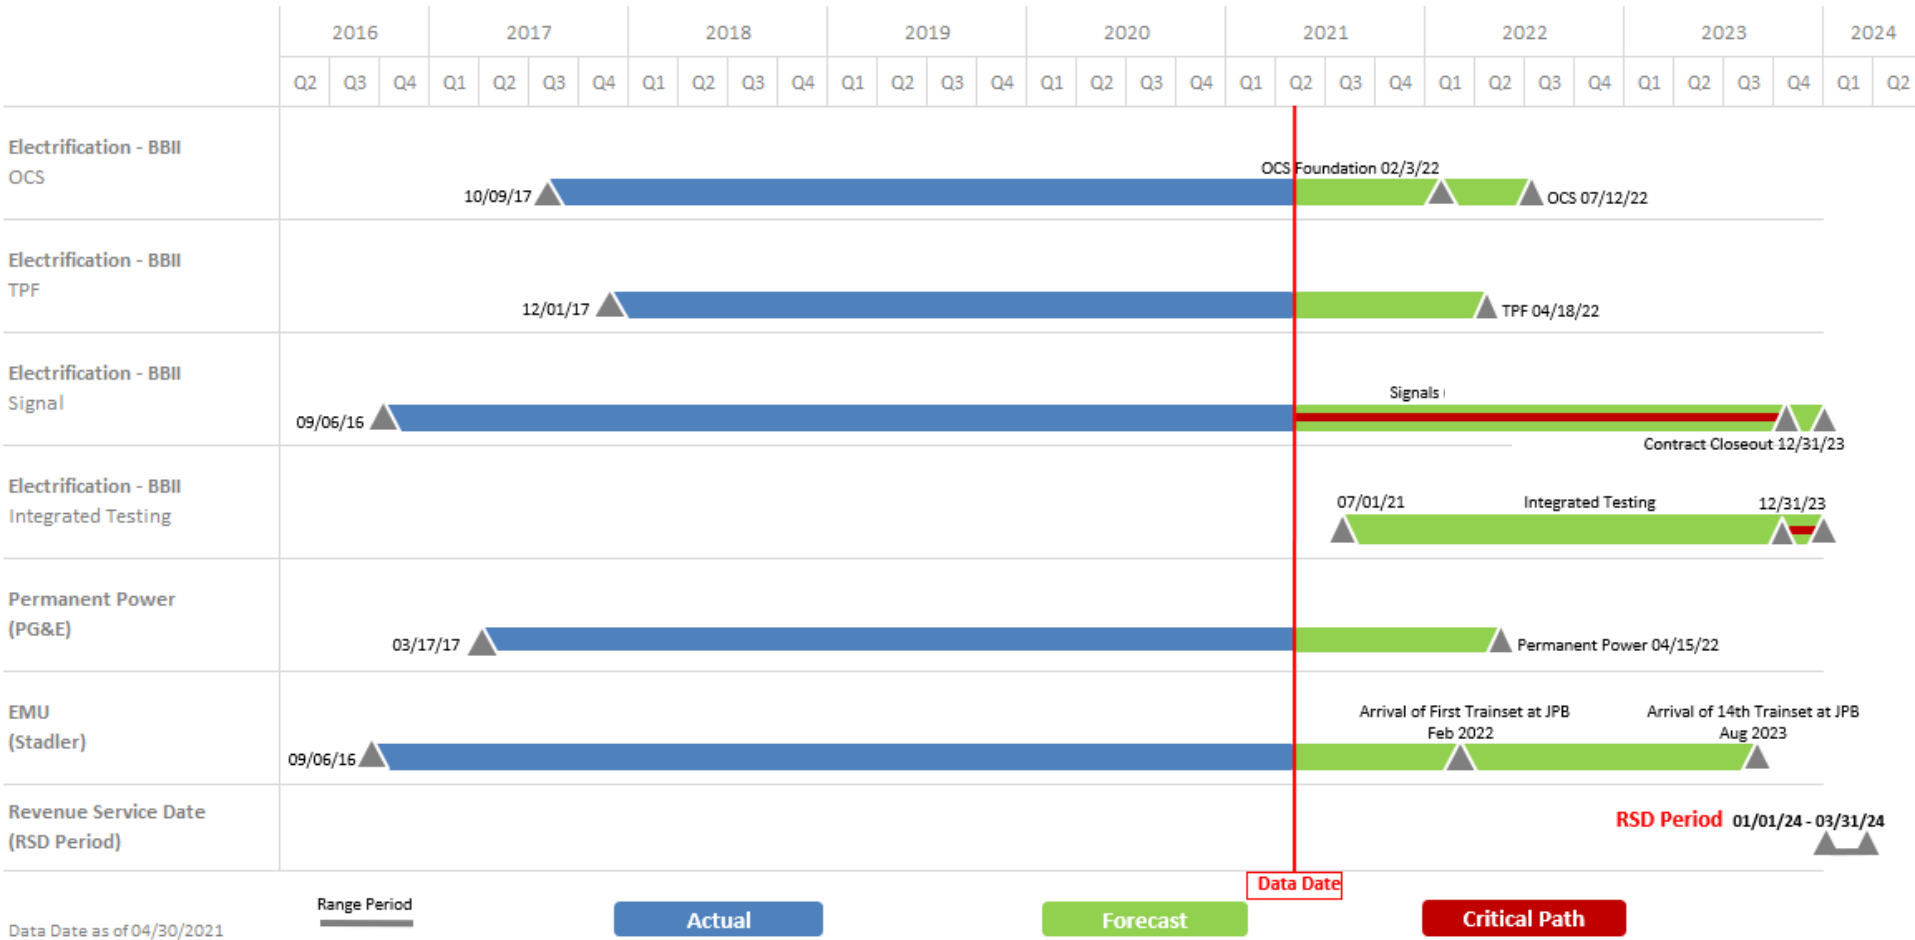 2016 2017 2018 2019 2020 2021 2022 2023 2024
Q2 Q3 Q4 Q1 Q2 Q3 Q4 Q1 Q2 Q3 Q4 Q1 Q2 Q3 Q4 Q1 Q2 Q3 Q4 Q1 Q2 Q3 Q4 Q1 Q2 Q3 Q4 Q1 Q2 Q3 Q4 Q1 Q2
Electrification - BBII
OCS
OCS Foundation 02/3/22
10/09/17
OCS 07/12/22
Electrification - BBII
TPF
12/01/17
TPF 04/18/22
Electrification - BBII
Signal
Signals
09/06/16
Contract Closeout 12/31/23
Electrification - BBII
Integrated Testing
07/01/21
Integrated Testing
12/31/23
Permanent Power
(PG&E)
03/17/17
Permanent Power 04/15/22
EMU
(Stadler)
Arrival of First Trainset at JPB
Feb 2022
Arrival of 14th Trainset at JPB
Aug 2023
09/06/16
Revenue Service Date
(RSD Period)
RSD Period 01/01/24 - 03/31/24
Data Date
Range Period
Actual
Forecast
Critical Path
Data Date as of 04/30/2021